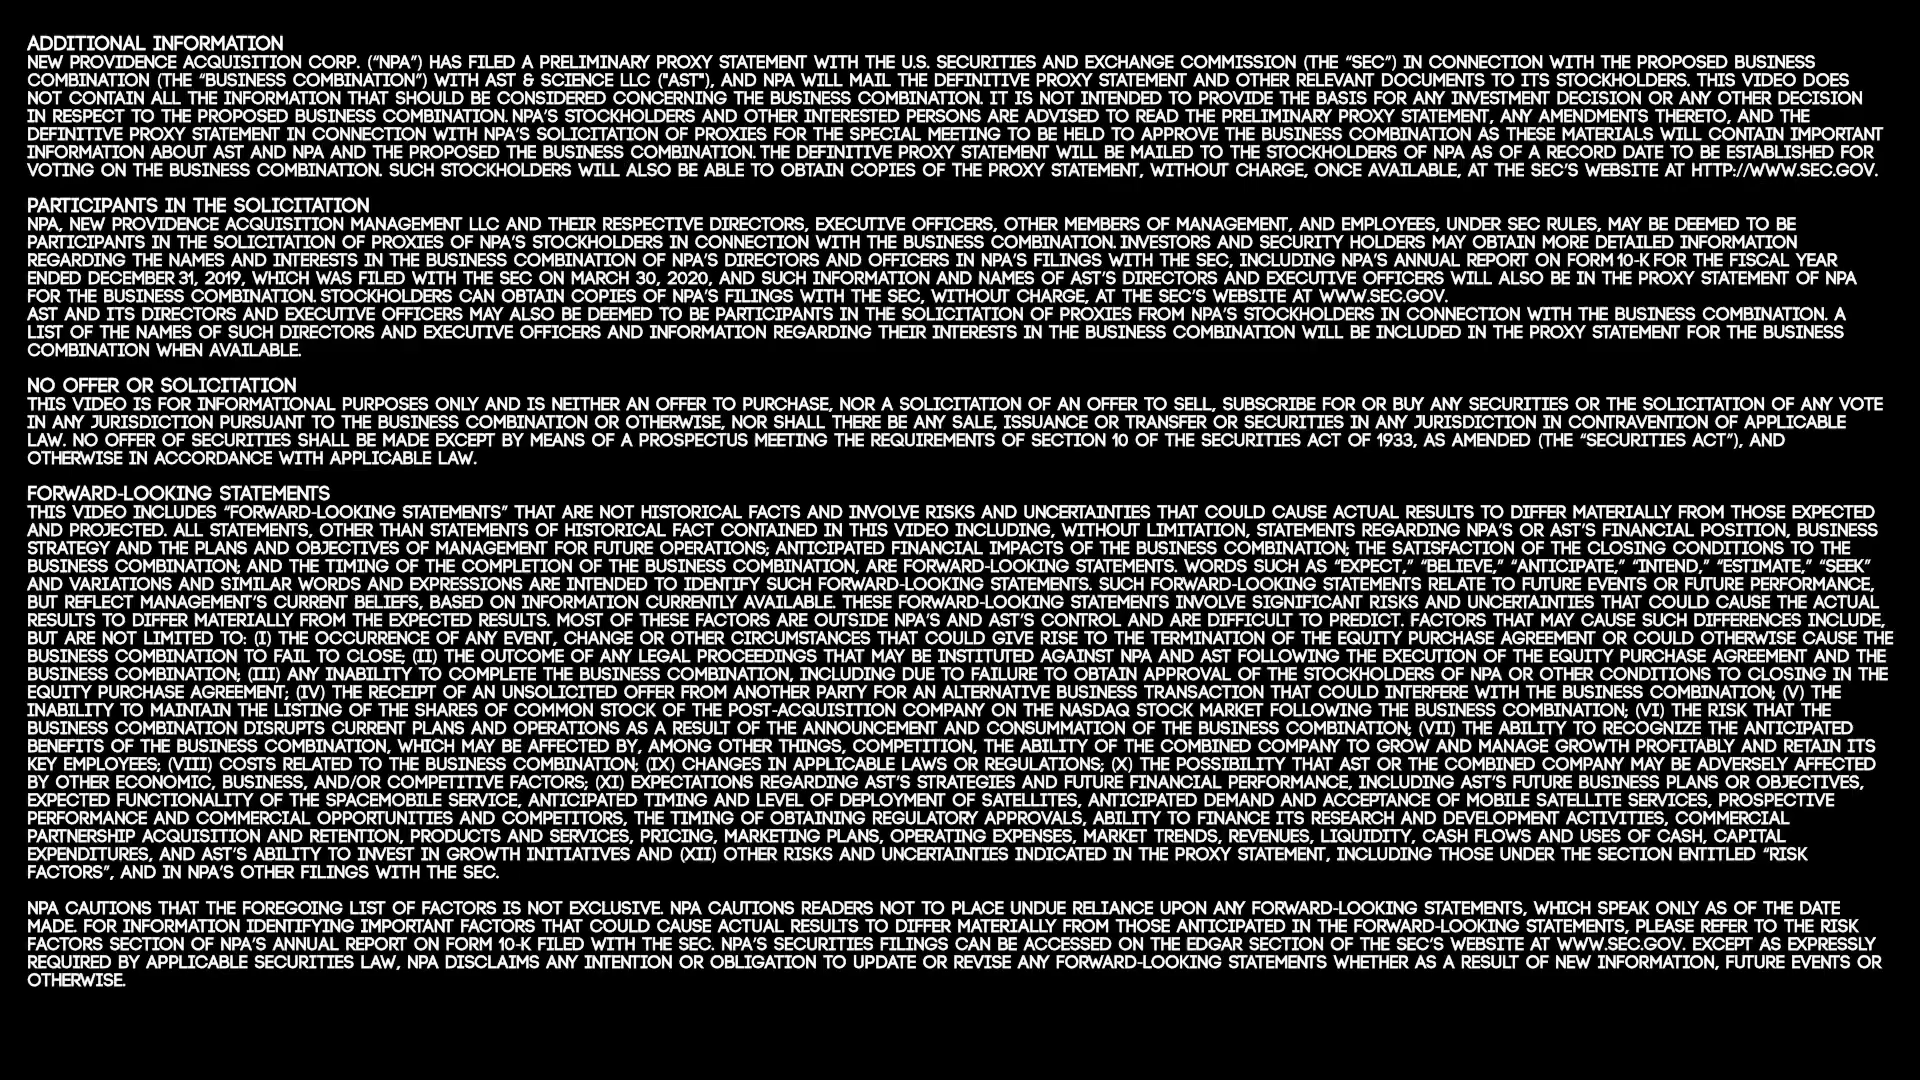 ADDITIONAL INFORMATION
NEW PROVIDENCE ACQUISITION CORP. (“NPA”) HAS FILED A PRELIMINARY PROXY STATEMENT WITH THE U.S. SECURITIES AND EXCHANGE COMMISSION (THE “SEC”) IN CONNECTION WITH THE PROPOSED BUSINESS
COMBINATION (THE “BUSINESS COMBINATION”) WITH AST & SCIENCE LLC ("AST"), AND NPA WILL MAIL THE DEFINITIVE PROXY STATEMENT AND OTHER RELEVANT DOCUMENTS TO ITS STOCKHOLDERS. THIS VIDEO DOES
NOT CONTAIN ALL THE INFORMATION THAT SHOULD BE CONSIDERED CONCERNING THE BUSINESS COMBINATION. IT IS NOT INTENDED TO PROVIDE THE BASIS FOR ANY INVESTMENT DECISION OR ANY OTHER DECISION
IN RESPECT TO THE PROPOSED BUSINESS COMBINATION. NPA’S STOCKHOLDERS AND OTHER INTERESTED PERSONS ARE ADVISED TO READ THE PRELIMINARY PROXY STATEMENT, ANY AMENDMENTS THERETO, AND THE
DEFINITIVE PROXY STATEMENT IN CONNECTION WITH NPA’S SOLICITATION OF PROXIES FOR THE SPECIAL MEETING TO BE HELD TO APPROVE THE BUSINESS COMBINATION AS THESE MATERIALS WILL CONTAIN IMPORTANT
INFORMATION ABOUT AST AND NPA AND THE PROPOSED THE BUSINESS COMBINATION. THE DEFINITIVE PROXY STATEMENT WILL BE MAILED TO THE STOCKHOLDERS OF NPA AS OF A RECORD DATE TO BE ESTABLISHED FOR
VOTING ON THE BUSINESS COMBINATION. SUCH STOCKHOLDERS WILL ALSO BE ABLE TO OBTAIN COPIES OF THE PROXY STATEMENT, WITHOUT CHARGE, ONCE AVAILABLE, AT THE SEC’S WEBSITE AT HTTP://WWW.SEC.GOV.
PARTICIPANTS IN THE SOLICITATION
NPA, NEW PROVIDENCE ACQUISITION MANAGEMENT LLC AND THEIR RESPECTIVE DIRECTORS, EXECUTIVE OFFICERS, OTHER MEMBERS OF MANAGEMENT, AND EMPLOYEES, UNDER SEC RULES, MAY BE DEEMED TO BE
PARTICIPANTS IN THE SOLICITATION OF PROXIES OF NPA’S STOCKHOLDERS IN CONNECTION WITH THE BUSINESS COMBINATION. INVESTORS AND SECURITY HOLDERS MAY OBTAIN MORE DETAILED INFORMATION
REGARDING THE NAMES AND INTERESTS IN THE BUSINESS COMBINATION OF NPA’S DIRECTORS AND OFFICERS IN NPA’S FILINGS WITH THE SEC, INCLUDING NPA’S ANNUAL REPORT ON FORM 10-K FOR THE FISCAL YEAR
ENDED DECEMBER 31, 2019, WHICH WAS FILED WITH THE SEC ON MARCH 30, 2020, AND SUCH INFORMATION AND NAMES OF AST’S DIRECTORS AND EXECUTIVE OFFICERS WILL ALSO BE IN THE PROXY STATEMENT OF NPA
FOR THE BUSINESS COMBINATION. STOCKHOLDERS CAN OBTAIN COPIES OF NPA’S FILINGS WITH THE SEC, WITHOUT CHARGE, AT THE SEC’S WEBSITE AT WWW.SEC.GOV.
AST AND ITS DIRECTORS AND EXECUTIVE OFFICERS MAY ALSO BE DEEMED TO BE PARTICIPANTS IN THE SOLICITATION OF PROXIES FROM NPA’S STOCKHOLDERS IN CONNECTION WITH THE BUSINESS COMBINATION. A
LIST OF THE NAMES OF SUCH DIRECTORS AND EXECUTIVE OFFICERS AND INFORMATION REGARDING THEIR INTERESTS IN THE BUSINESS COMBINATION WILL BE INCLUDED IN THE PROXY STATEMENT FOR THE BUSINESS
COMBINATION WHEN AVAILABLE.
NO OFFER OR SOLICITATION
THIS VIDEO IS FOR INFORMATIONAL PURPOSES ONLY AND IS NEITHER AN OFFER TO PURCHASE, NOR A SOLICITATION OF AN OFFER TO SELL, SUBSCRIBE FOR OR BUY ANY SECURITIES OR THE SOLICITATION OF ANY VOTE
IN ANY JURISDICTION PURSUANT TO THE BUSINESS COMBINATION OR OTHERWISE, NOR SHALL THERE BE ANY SALE, ISSUANCE OR TRANSFER OR SECURITIES IN ANY JURISDICTION IN CONTRAVENTION OF APPLICABLE
LAW. NO OFFER OF SECURITIES SHALL BE MADE EXCEPT BY MEANS OF A PROSPECTUS MEETING THE REQUIREMENTS OF SECTION 10 OF THE SECURITIES ACT OF 1933, AS AMENDED (THE “SECURITIES ACT”), AND
OTHERWISE IN ACCORDANCE WITH APPLICABLE LAW.
FORWARD-LOOKING STATEMENTS
THIS VIDEO INCLUDES “FORWARD-LOOKING STATEMENTS” THAT ARE NOT HISTORICAL FACTS AND INVOLVE RISKS AND UNCERTAINTIES THAT COULD CAUSE ACTUAL RESULTS TO DIFFER MATERIALLY FROM THOSE EXPECTED
AND PROJECTED. ALL STATEMENTS, OTHER THAN STATEMENTS OF HISTORICAL FACT CONTAINED IN THIS VIDEO INCLUDING, WITHOUT LIMITATION, STATEMENTS REGARDING NPA’S OR AST’S FINANCIAL POSITION, BUSINESS
STRATEGY AND THE PLANS AND OBJECTIVES OF MANAGEMENT FOR FUTURE OPERATIONS; ANTICIPATED FINANCIAL IMPACTS OF THE BUSINESS COMBINATION; THE SATISFACTION OF THE CLOSING CONDITIONS TO THE
BUSINESS COMBINATION; AND THE TIMING OF THE COMPLETION OF THE BUSINESS COMBINATION, ARE FORWARD-LOOKING STATEMENTS. WORDS SUCH AS “EXPECT,” “BELIEVE,” “ANTICIPATE,” “INTEND,” “ESTIMATE,” “SEEK”
AND VARIATIONS AND SIMILAR WORDS AND EXPRESSIONS ARE INTENDED TO IDENTIFY SUCH FORWARD-LOOKING STATEMENTS. SUCH FORWARD-LOOKING STATEMENTS RELATE TO FUTURE EVENTS OR FUTURE PERFORMANCE,
BUT REFLECT MANAGEMENT’S CURRENT BELIEFS, BASED ON INFORMATION CURRENTLY AVAILABLE. THESE FORWARD-LOOKING STATEMENTS INVOLVE SIGNIFICANT RISKS AND UNCERTAINTIES THAT COULD CAUSE THE ACTUAL
RESULTS TO DIFFER MATERIALLY FROM THE EXPECTED RESULTS. MOST OF THESE FACTORS ARE OUTSIDE NPA’S AND AST’S CONTROL AND ARE DIFFICULT TO PREDICT. FACTORS THAT MAY CAUSE SUCH DIFFERENCES INCLUDE,
BUT ARE NOT LIMITED TO: (I) THE OCCURRENCE OF ANY EVENT, CHANGE OR OTHER CIRCUMSTANCES THAT COULD GIVE RISE TO THE TERMINATION OF THE EQUITY PURCHASE AGREEMENT OR COULD OTHERWISE CAUSE THE
BUSINESS COMBINATION TO FAIL TO CLOSE; (II) THE OUTCOME OF ANY LEGAL PROCEEDINGS THAT MAY BE INSTITUTED AGAINST NPA AND AST FOLLOWING THE EXECUTION OF THE EQUITY PURCHASE AGREEMENT AND THE
BUSINESS COMBINATION; (III) ANY INABILITY TO COMPLETE THE BUSINESS COMBINATION, INCLUDING DUE TO FAILURE TO OBTAIN APPROVAL OF THE STOCKHOLDERS OF NPA OR OTHER CONDITIONS TO CLOSING IN THE
EQUITY PURCHASE AGREEMENT; (IV) THE RECEIPT OF AN UNSOLICITED OFFER FROM ANOTHER PARTY FOR AN ALTERNATIVE BUSINESS TRANSACTION THAT COULD INTERFERE WITH THE BUSINESS COMBINATION; (V) THE
INABILITY TO MAINTAIN THE LISTING OF THE SHARES OF COMMON STOCK OF THE POST-ACQUISITION COMPANY ON THE NASDAQ STOCK MARKET FOLLOWING THE BUSINESS COMBINATION; (VI) THE RISK THAT THE
BUSINESS COMBINATION DISRUPTS CURRENT PLANS AND OPERATIONS AS A RESULT OF THE ANNOUNCEMENT AND CONSUMMATION OF THE BUSINESS COMBINATION; (VII) THE ABILITY TO RECOGNIZE THE ANTICIPATED
BENEFITS OF THE BUSINESS COMBINATION, WHICH MAY BE AFFECTED BY, AMONG OTHER THINGS, COMPETITION, THE ABILITY OF THE COMBINED COMPANY TO GROW AND MANAGE GROWTH PROFITABLY AND RETAIN ITS
KEY EMPLOYEES; (VIII) COSTS RELATED TO THE BUSINESS COMBINATION; (IX) CHANGES IN APPLICABLE LAWS OR REGULATIONS; (X) THE POSSIBILITY THAT AST OR THE COMBINED COMPANY MAY BE ADVERSELY AFFECTED
BY OTHER ECONOMIC, BUSINESS, AND/OR COMPETITIVE FACTORS; (XI) EXPECTATIONS REGARDING AST’S STRATEGIES AND FUTURE FINANCIAL PERFORMANCE, INCLUDING AST’S FUTURE BUSINESS PLANS OR OBJECTIVES,
EXPECTED FUNCTIONALITY OF THE SPACEMOBILE SERVICE, ANTICIPATED TIMING AND LEVEL OF DEPLOYMENT OF SATELLITES, ANTICIPATED DEMAND AND ACCEPTANCE OF MOBILE SATELLITE SERVICES, PROSPECTIVE
PERFORMANCE AND COMMERCIAL OPPORTUNITIES AND COMPETITORS, THE TIMING OF OBTAINING REGULATORY APPROVALS, ABILITY TO FINANCE ITS RESEARCH AND DEVELOPMENT ACTIVITIES, COMMERCIAL
PARTNERSHIP ACQUISITION AND RETENTION, PRODUCTS AND SERVICES, PRICING, MARKETING PLANS, OPERATING EXPENSES, MARKET TRENDS, REVENUES, LIQUIDITY, CASH FLOWS AND USES OF CASH, CAPITAL
EXPENDITURES, AND AST’S ABILITY TO INVEST IN GROWTH INITIATIVES AND (XII) OTHER RISKS AND UNCERTAINTIES INDICATED IN THE PROXY STATEMENT, INCLUDING THOSE UNDER THE SECTION ENTITLED “RISK
FACTORS”, AND IN NPA’S OTHER FILINGS WITH THE SEC.
NPA CAUTIONS THAT THE FOREGOING LIST OF FACTORS IS NOT EXCLUSIVE. NPA CAUTIONS READERS NOT TO PLACE UNDUE RELIANCE UPON ANY FORWARD-LOOKING STATEMENTS, WHICH SPEAK ONLY AS OF THE DATE
MADE. FOR INFORMATION IDENTIFYING IMPORTANT FACTORS THAT COULD CAUSE ACTUAL RESULTS TO DIFFER MATERIALLY FROM THOSE ANTICIPATED IN THE FORWARD-LOOKING STATEMENTS, PLEASE REFER TO THE RISK
FACTORS SECTION OF NPA’S ANNUAL REPORT ON FORM 10-K FILED WITH THE SEC. NPA’S SECURITIES FILINGS CAN BE ACCESSED ON THE EDGAR SECTION OF THE SEC’S WEBSITE AT WWW.SEC.GOV. EXCEPT AS EXPRESSLY
REQUIRED BY APPLICABLE SECURITIES LAW, NPA DISCLAIMS ANY INTENTION OR OBLIGATION TO UPDATE OR REVISE ANY FORWARD-LOOKING STATEMENTS WHETHER AS A RESULT OF NEW INFORMATION, FUTURE EVENTS OR
OTHERWISE.